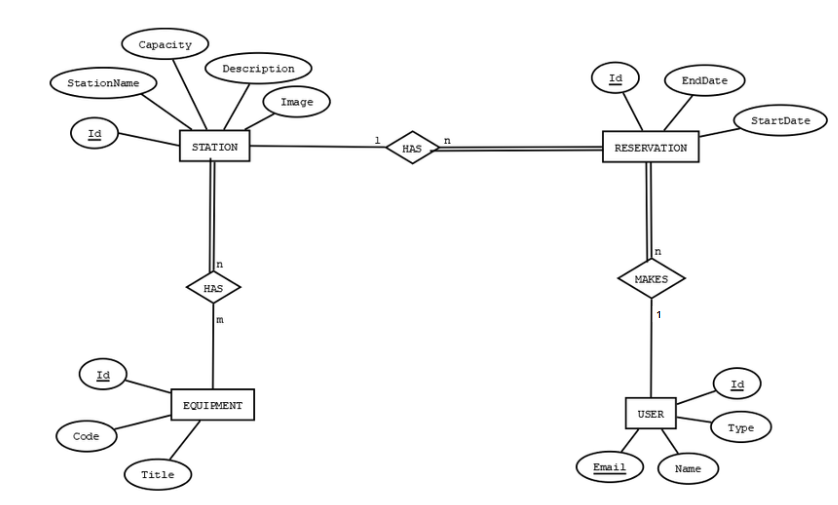 Capacity
Description
StationName
Image
Id
Id
EndDate
StartDate
STATION
1
HAS
n
RESERVATION
n
HAS
m
n
MAKES
1
Id
Code
Title
EQUIPMENT
Id
Type
USER
Email
Name